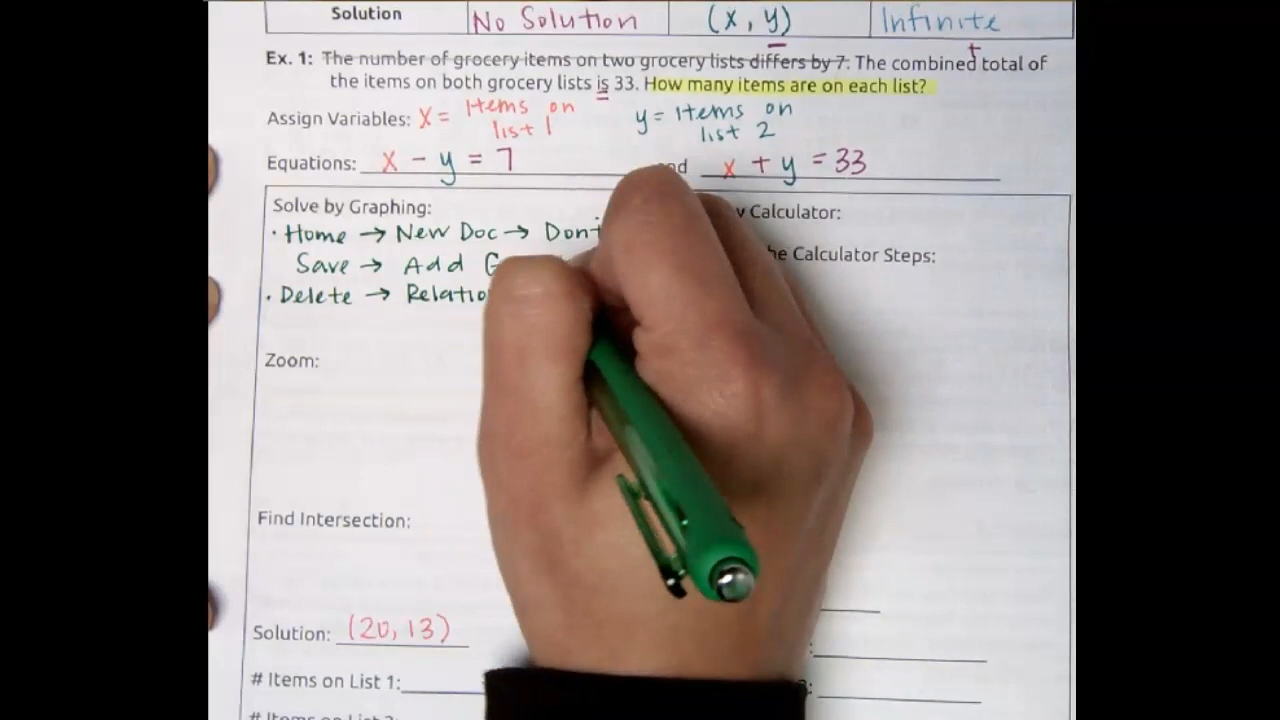 Solution No Solution (x, y) Infinite
Ex. 1: The number of grocery items on two grocery lists differs by 7. The combined total of
the items on both grocery lists is 33. How many items are on each list?
Assign Variables: x = Items on list 1 y = Items on list 2
Equations: x - y = 7 x + y = 33
Solve by Graphing: Calculator:
· Home → New Doc → Don't
Save → Add Calculator Steps:
· Delete →
Zoom:
Find Intersection:
Solution: (20, 13)
# Items on List 1: